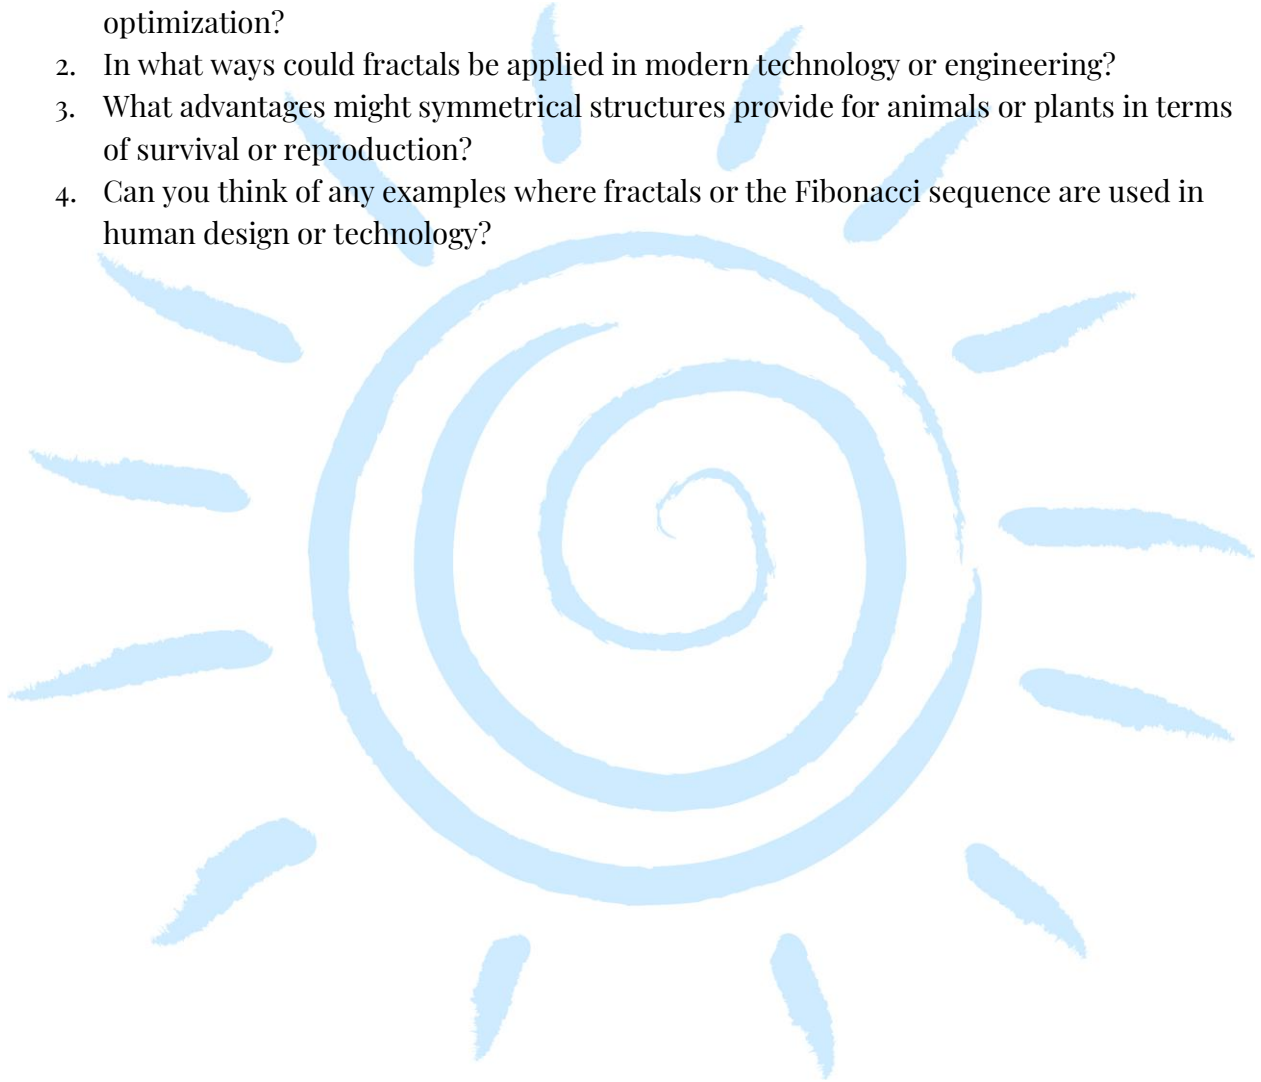 optimization?
2. In what ways could fractals be applied in modern technology or engineering?
3. What advantages might symmetrical structures provide for animals or plants in terms
of survival or reproduction?
4. Can you think of any examples where fractals or the Fibonacci sequence are used in
human design or technology?